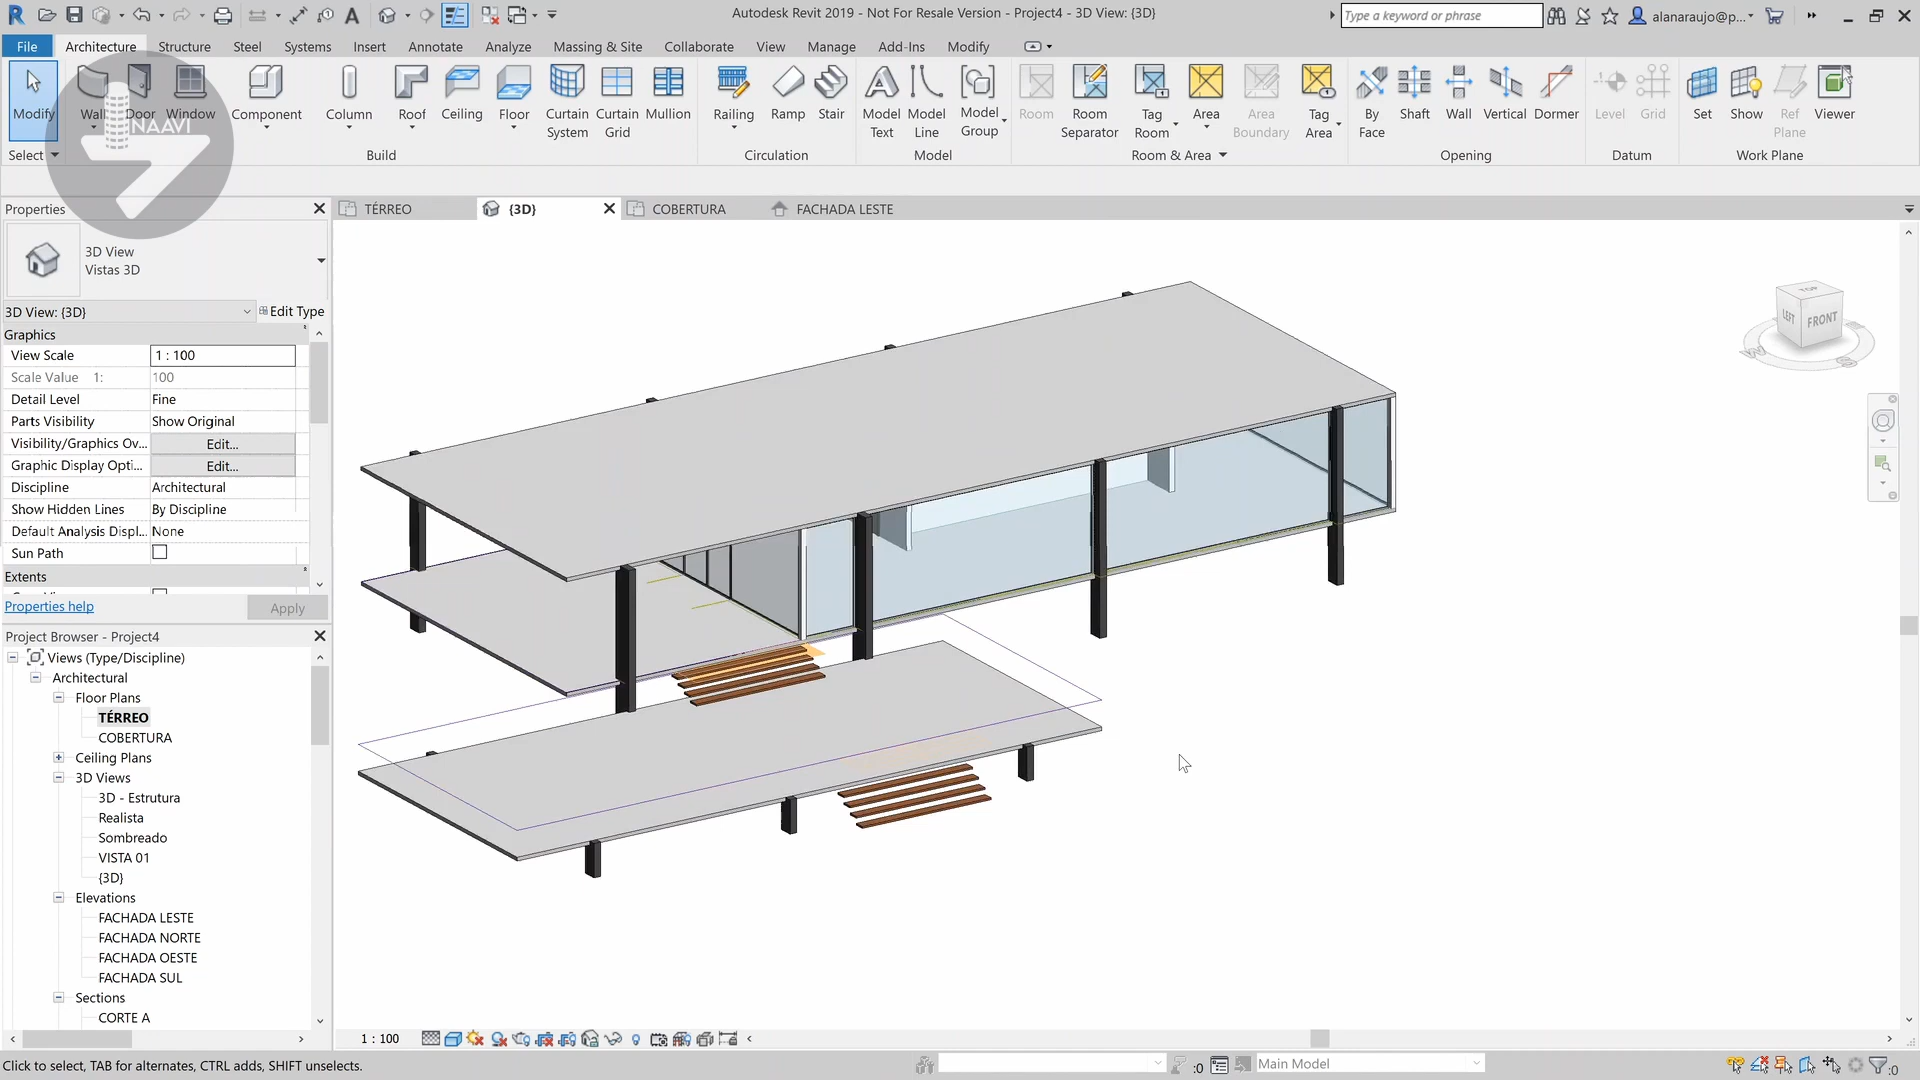 Autodesk Revit 2019 - Not For Resale Version - Project4 - 3D View: {3D}
Type a keyword or phrase
alanaraujo@p...
File Architecture Structure Steel Systems Insert Annotate Analyze Massing & Site Collaborate View Manage Add-Ins Modify
Modify
Wall
Door
Window
Component
Column
Roof
Ceiling
Floor
Curtain System
Curtain Grid
Mullion
Railing
Ramp
Stair
Model Text
Model Line
Model Group
Room
Room Separator
Tag Room
Area
Area Boundary
Tag Area
By Face
Shaft
Wall
Vertical
Dormer
Level
Grid
Set
Show
Ref Plane
Viewer
NAAVI
Select Build Circulation Model Room & Area Opening Datum Work Plane
Properties
TÉRREO
{3D}
COBERTURA
FACHADA LESTE
3D View
Vistas 3D
3D View: {3D}
Edit Type
Graphics
View Scale 1 : 100
Scale Value 1: 100
Detail Level Fine
Parts Visibility Show Original
Visibility/Graphics Ov... Edit...
Graphic Display Opti... Edit...
Discipline Architectural
Show Hidden Lines By Discipline
Default Analysis Displ... None
Sun Path
Extents
Properties help Apply
Project Browser - Project4
Views (Type/Discipline)
Architectural
Floor Plans
TÉRREO
COBERTURA
Ceiling Plans
3D Views
3D - Estrutura
Realista
Sombreado
VISTA 01
{3D}
Elevations
FACHADA LESTE
FACHADA NORTE
FACHADA OESTE
FACHADA SUL
Sections
CORTE A
TOP
LEFT
FRONT
W
S
1 : 100
Click to select, TAB for alternates, CTRL adds, SHIFT unselects.
:0
Main Model
:0